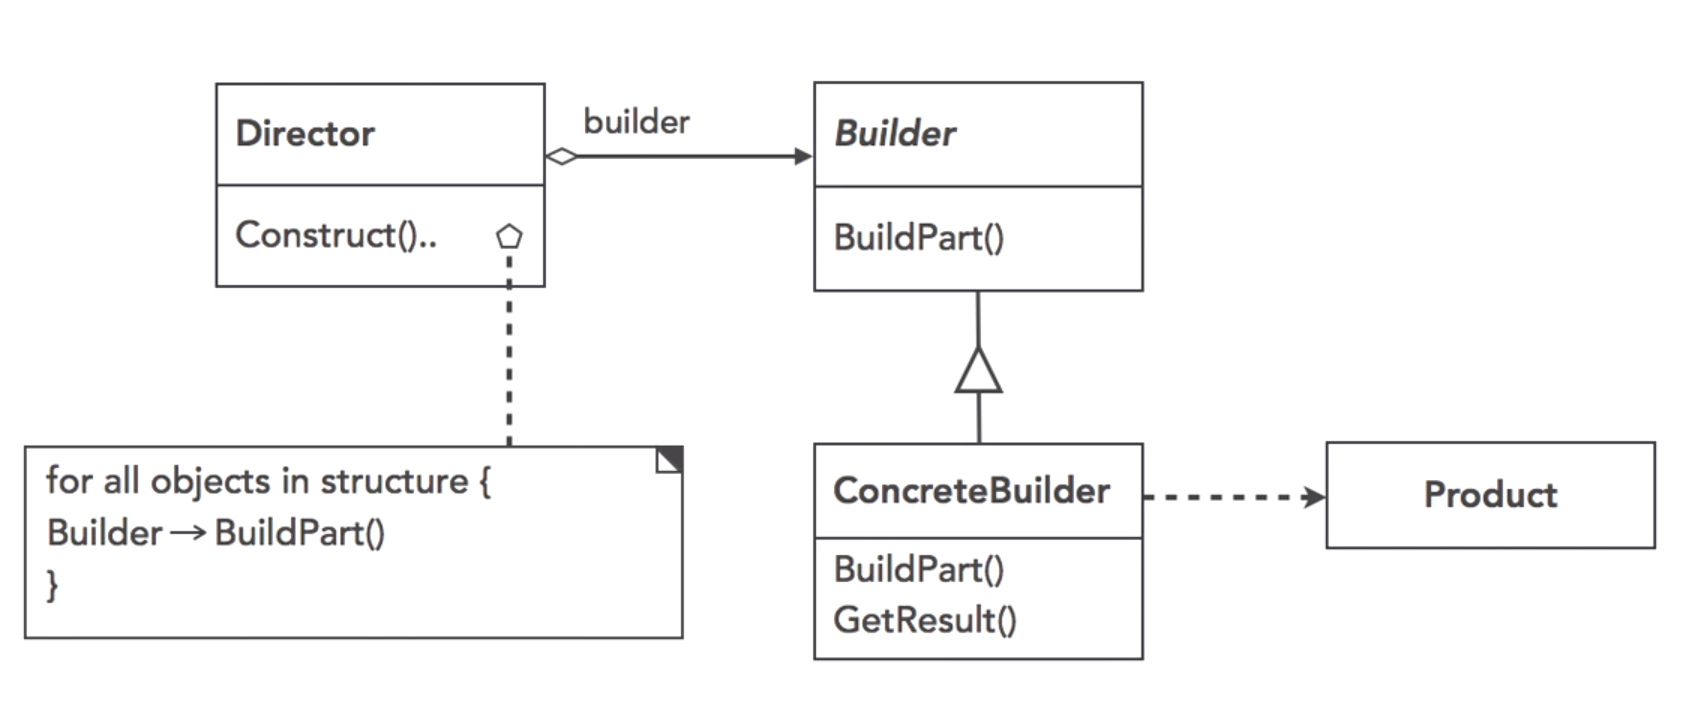 Director
Construct()..
builder
Builder
BuildPart()
for all objects in structure {
Builder → BuildPart()
}
ConcreteBuilder
BuildPart()
GetResult()
Product